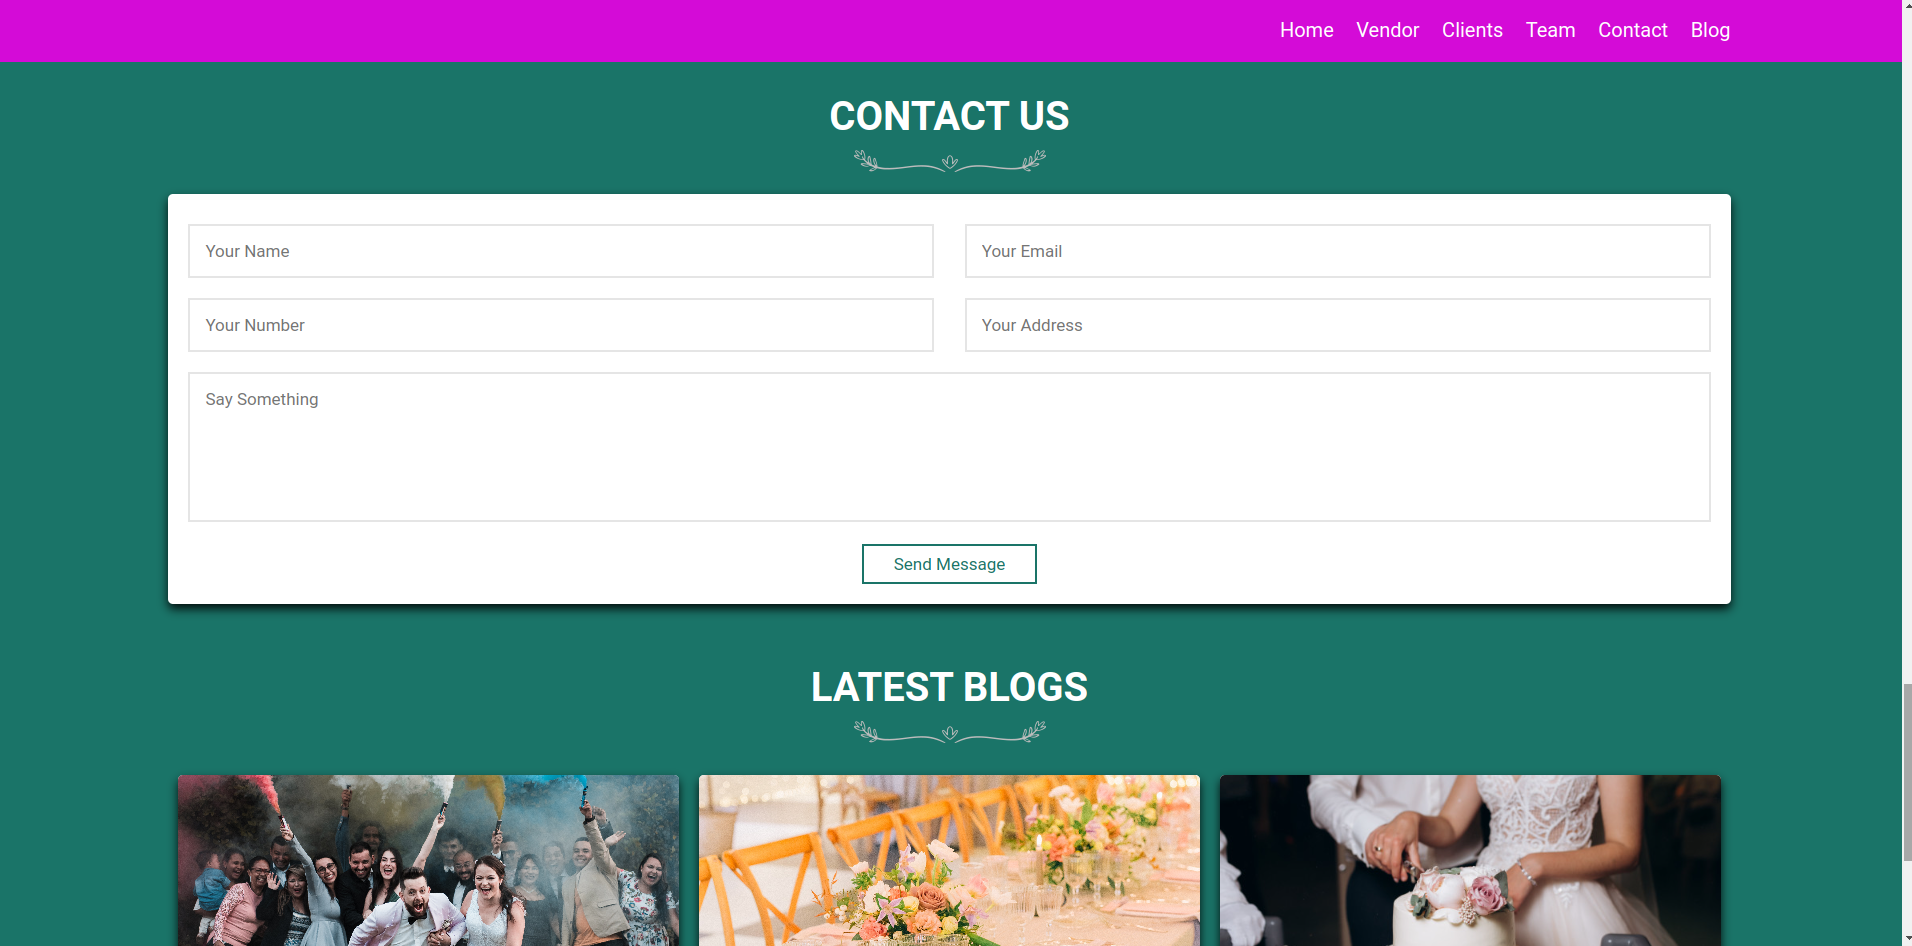 Home Vendor Clients Team Contact Blog
CONTACT US
Your Name Your Email
Your Number Your Address
Say Something
Send Message
LATEST BLOGS